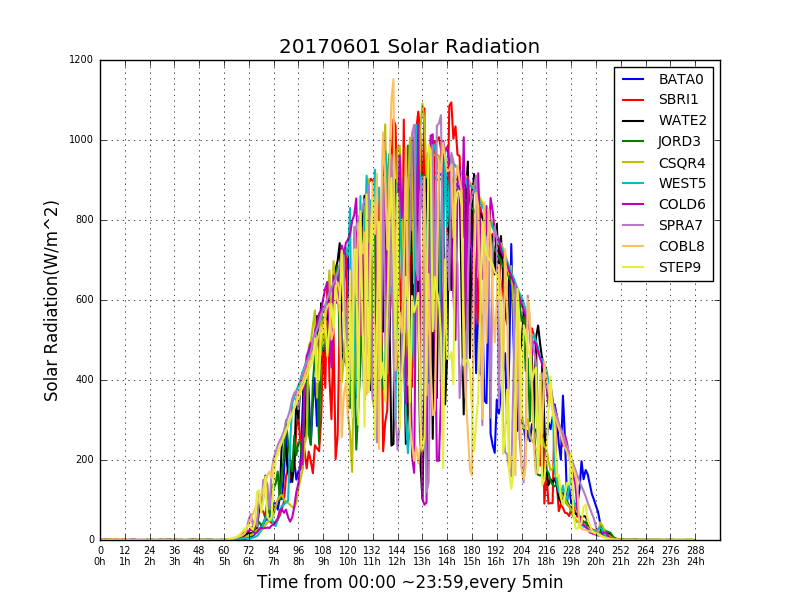 20170601 Solar Radiation
1200
1000
800
600
400
200
0
Solar Radiation(W/m^2)
BATA0
SBRI1
WATE2
JORD3
CSQR4
WEST5
COLD6
SPRA7
COBL8
STEP9
0 12 24 36 48 60 72 84 96 108 120 132 144 156 168 180 192 204 216 228 240 252 264 276 288
0h 1h 2h 3h 4h 5h 6h 7h 8h 9h 10h 11h 12h 13h 14h 15h 16h 17h 18h 19h 20h 21h 22h 23h 24h
Time from 00:00 ~23:59,every 5min